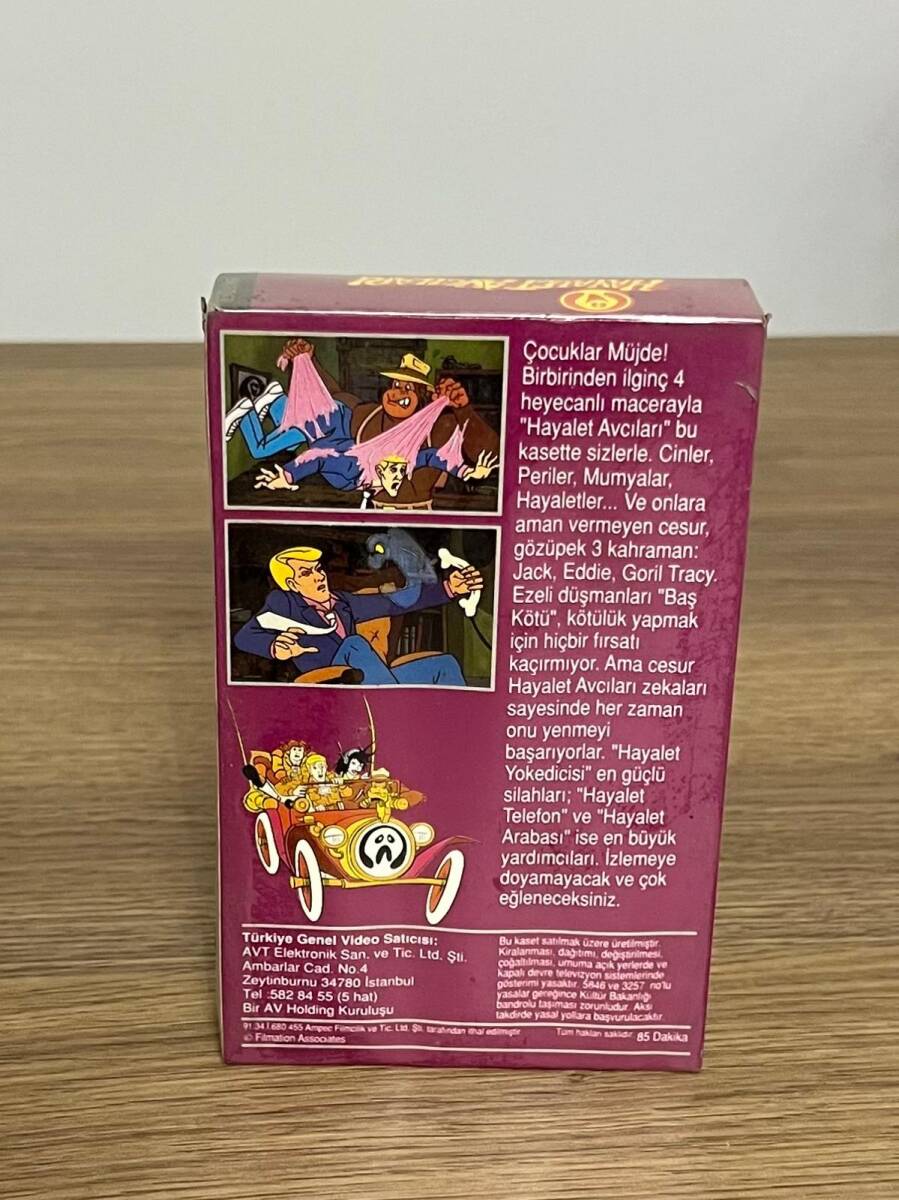 HAYALET AVCILARI
Çocuklar Müjde!
Birbirinden ilginç 4
heyecanlı macerayla
"Hayalet Avcıları" bu
kasette sizlerle. Cinler,
Periler, Mumyalar,
Hayaletler... Ve onlara
aman vermeyen cesur,
gözüpek 3 kahraman:
Jack, Eddie, Goril Tracy.
Ezeli düşmanları "Baş
Kötü", kötülük yapmak
için hiçbir fırsatı
kaçırmıyor. Ama cesur
Hayalet Avcıları zekaları
sayesinde her zaman
onu yenmeyi
başarıyorlar. "Hayalet
Yokedicisi" en güçlü
silahları; "Hayalet
Telefon" ve "Hayalet
Arabası" ise en büyük
yardımcıları. İzlemeye
doyamayacak ve çok
eğleneceksiniz.
Türkiye Genel Video Satıcısı:
AVT Elektronik San. ve Tic. Ltd. Şti.
Ambarlar Cad. No.4
Zeytinburnu 34780 İstanbul
Tel :582 84 55 (5 hat)
Bir AV Holding Kuruluşu
Bu kaset satılmak üzere üretilmiştir.
Kiralanması, dağıtımı, değiştirilmesi,
çoğaltılması, umuma açık yerlerde ve
kapalı devre televizyon sistemlerinde
gösterimi yasaktır. 5846 ve 3257 no'lu
yasalar gereğince Kültür Bakanlığı
bandrolu taşıması zorunludur. Aksi
takdirde yasal yollara başvurulacaktır.
91.34.İ.680 455 Ampec Filmcilik ve Tic. Ltd. Şti. tarafından ithal edilmiştir.
© Filmation Associates
Tüm hakları saklıdır. 85 Dakika